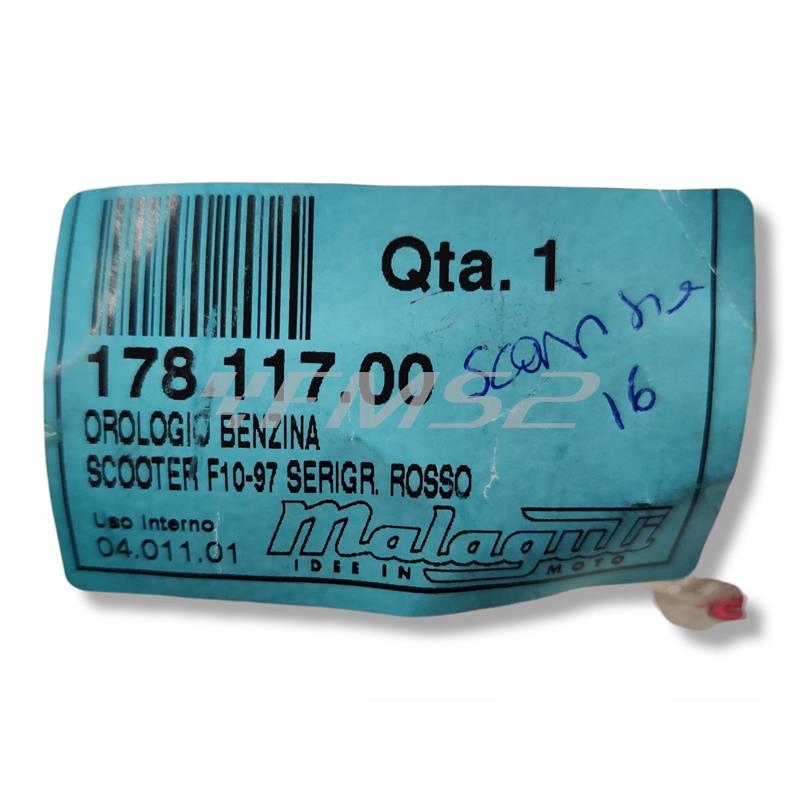 Qta. 1
178.117.00
16
YFMS2
OROLOGIO BENZINA
SCOOTER F10-97 SERIGR. ROSSO
Uso Interno
04.011.01
Malaguti
IDEE IN MOTO